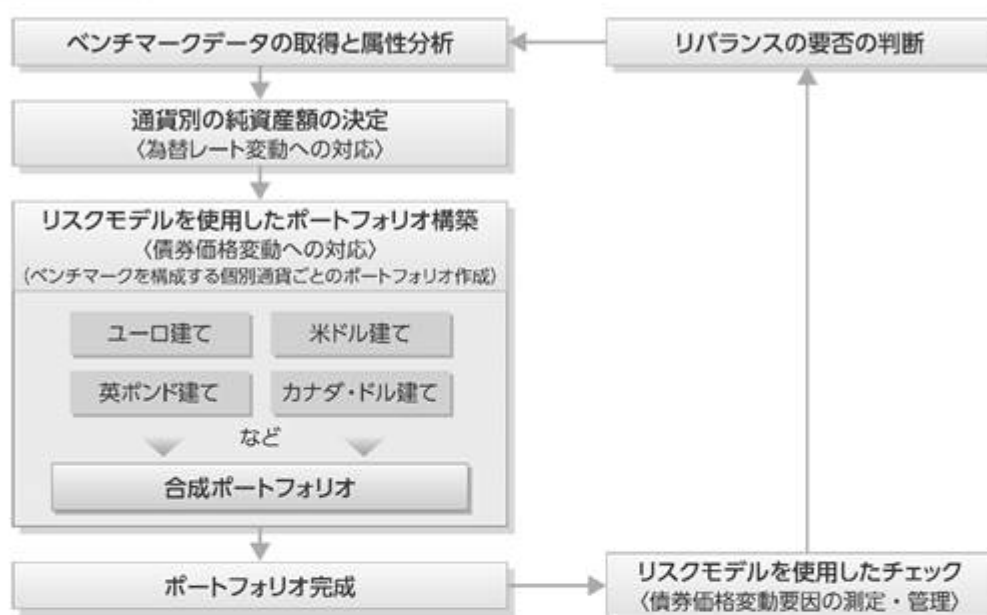 ベンチマークデータの取得と属性分析
リバランスの要否の判断
通貨別の純資産額の決定
〈為替レート変動への対応〉
リスクモデルを使用したポートフォリオ構築
〈債券価格変動への対応〉
(ベンチマークを構成する個別通貨ごとのポートフォリオ作成)
ユーロ建て
米ドル建て
英ポンド建て
カナダ・ドル建て
など
合成ポートフォリオ
ポートフォリオ完成
リスクモデルを使用したチェック
〈債券価格変動要因の測定・管理〉